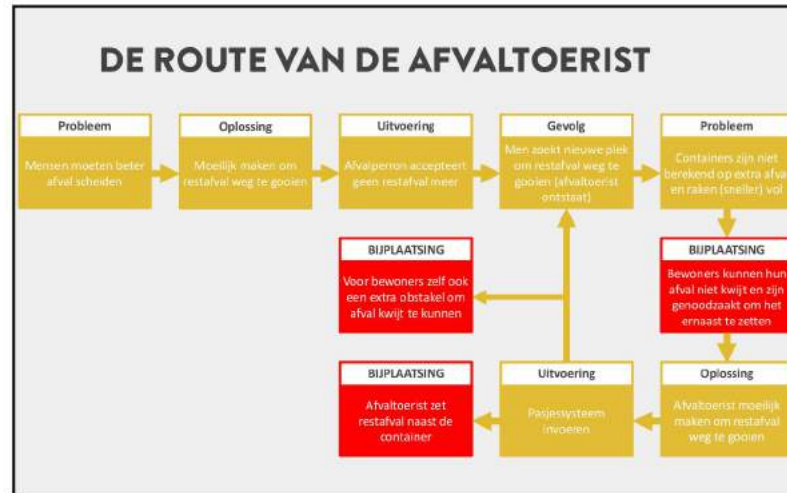 DE ROUTE VAN DE AFVALTOERIST
Probleem
Mensen moeten beter
afval scheiden
Oplossing
Moeilijk maken om
restafval weg te gooien
Uitvoering
Afvalperron accepteert
geen restafval meer
Gevolg
Men zoekt nieuwe plek
om restafval weg te
gooien (afvaltoerist
ontstaat)
Probleem
Containers zijn niet
berekend op extra afval
en raken (sneller) vol
BIJPLAATSING
Voor bewoners zelf ook
een extra obstakel om
afval kwijt te kunnen
BIJPLAATSING
Bewoners kunnen hun
afval niet kwijt en zijn
genoodzaakt om het
ernaast te zetten
BIJPLAATSING
Afvaltoerist zet
restafval naast de
container
Uitvoering
Pasjessysteem
invoeren
Oplossing
Afvaltoerist moeilijk
maken om restafval
weg te gooien